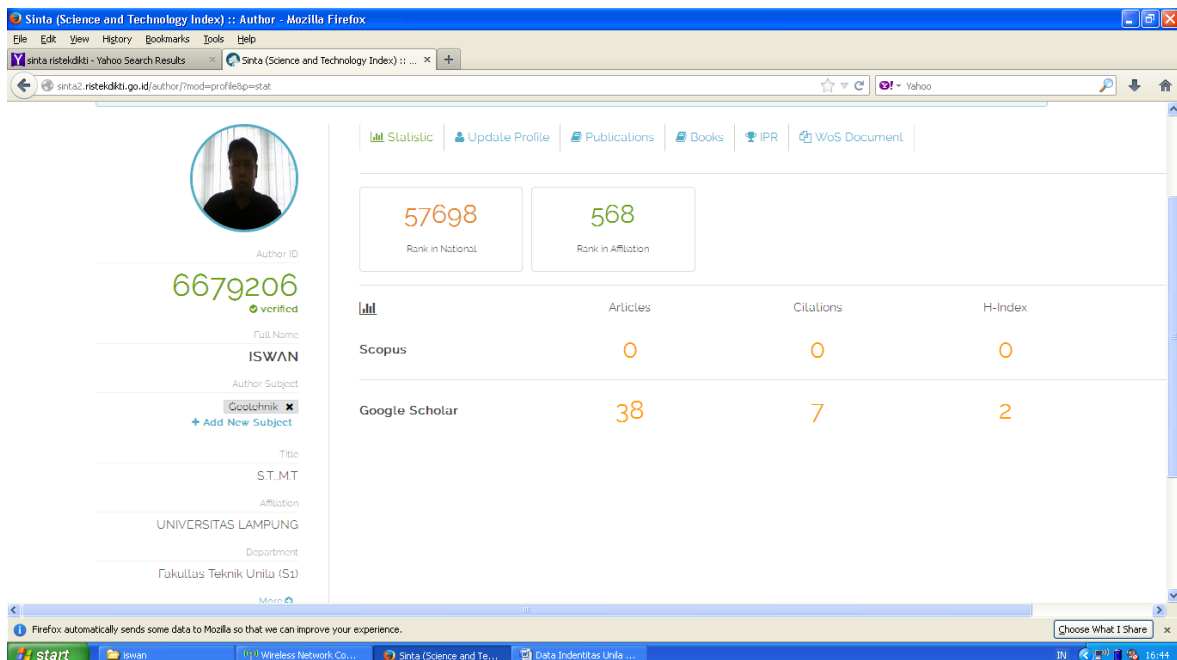 Sinta (Science and Technology Index) :: Author - Mozilla Firefox
File Edit View History Bookmarks Tools Help
sinta ristekdikti - Yahoo Search Results × Sinta (Science and Technology Index) :: ... × +
sinta2.ristekdikti.go.id/author/?mod=profile&p=stat Yahoo
Statistic Update Profile Publications Books IPR WoS Document
57698 568
Rank in National Rank in Affiliation
Author ID
6679206
verified
Full Name
ISWAN
Author Subject
Geotehnik ×
+ Add New Subject
Title
S.T.,M.T
Affiliation
UNIVERSITAS LAMPUNG
Department
Fakultas Teknik Unila (S1)
More
Articles Citations H-Index
Scopus 0 0 0
Google Scholar 38 7 2
Firefox automatically sends some data to Mozilla so that we can improve your experience. Choose What I Share ×
start iswan Wireless Network Co... Sinta (Science and Te... Data Indentitas Unila ... IN 16:44